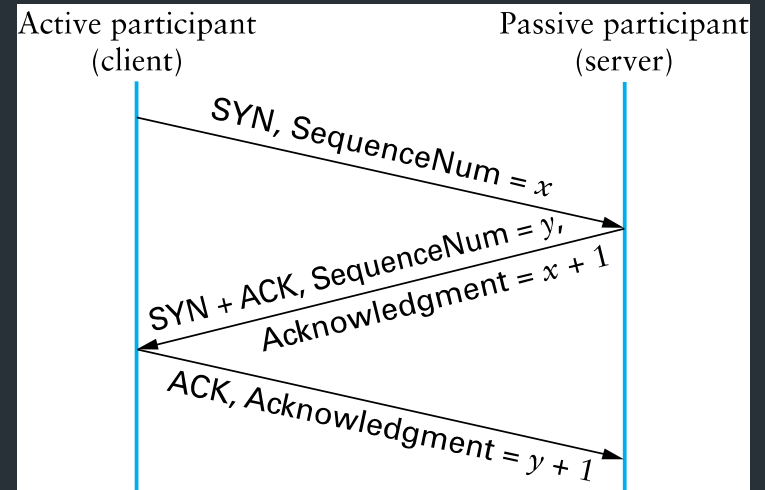 Active participant
(client)
Passive participant
(server)
SYN, SequenceNum = x
SYN + ACK, SequenceNum = y,
Acknowledgment = x + 1
ACK, Acknowledgment = y + 1